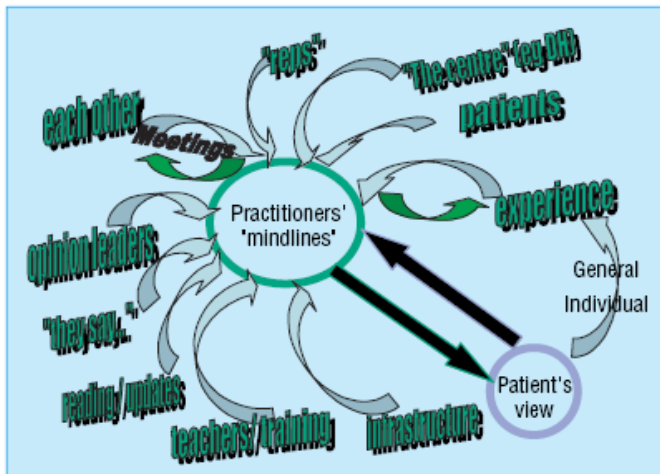 "reps"
"The centre" (eg DH)
each other
Meetings
patients
Practitioners'
"mindlines"
experience
opinion leaders
General
Individual
"they say,.."
reading / updates
Patient's
view
teachers / training
infrastructure